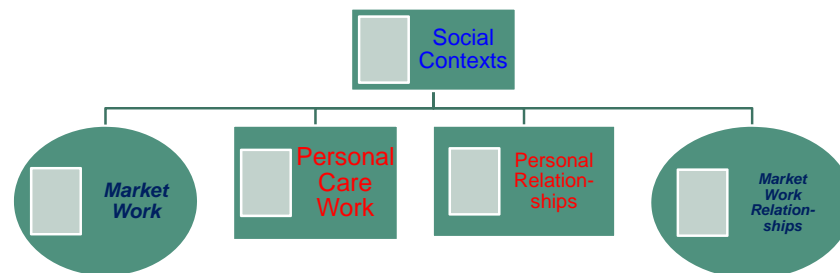 Social
Contexts
Market
Work
Personal
Care
Work
Personal
Relation-
ships
Market
Work
Relation-
ships